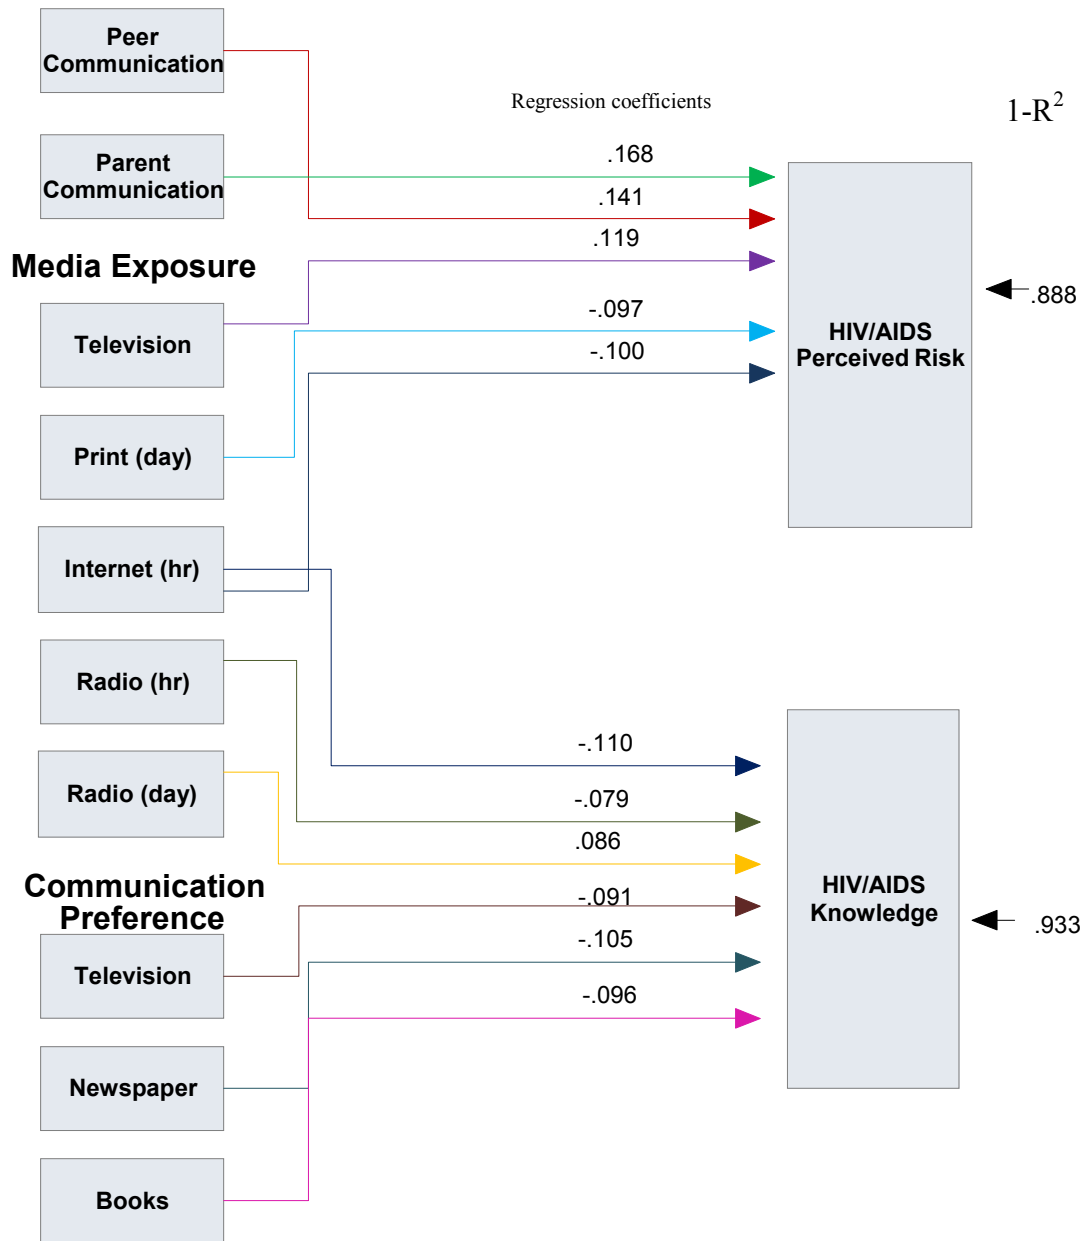 Peer
Communication
Regression coefficients
1-R²
Parent
Communication
.168
.141
.119
Media Exposure
Television
-.097
-.100
HIV/AIDS
Perceived Risk
.888
Print (day)
Internet (hr)
Radio (hr)
Radio (day)
-.110
-.079
.086
Communication
Preference
-.091
-.105
-.096
HIV/AIDS
Knowledge
.933
Television
Newspaper
Books